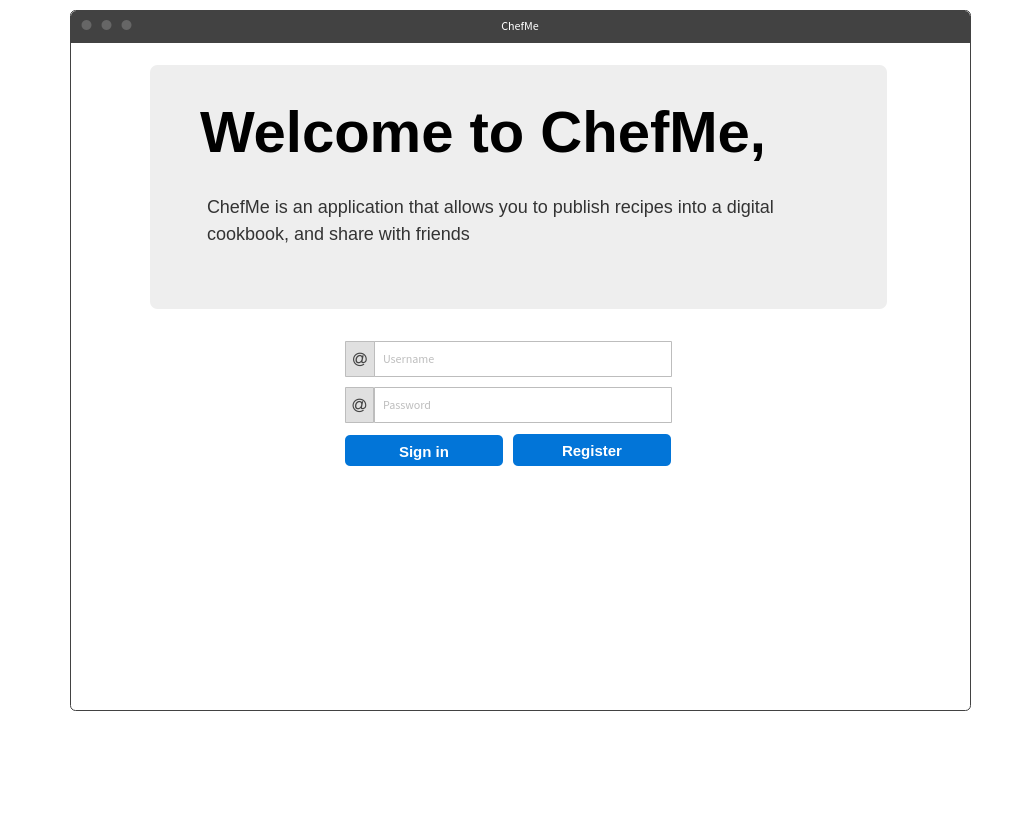 ChefMe
Welcome to ChefMe,
ChefMe is an application that allows you to publish recipes into a digital
cookbook, and share with friends
@ Username
@ Password
Sign in Register